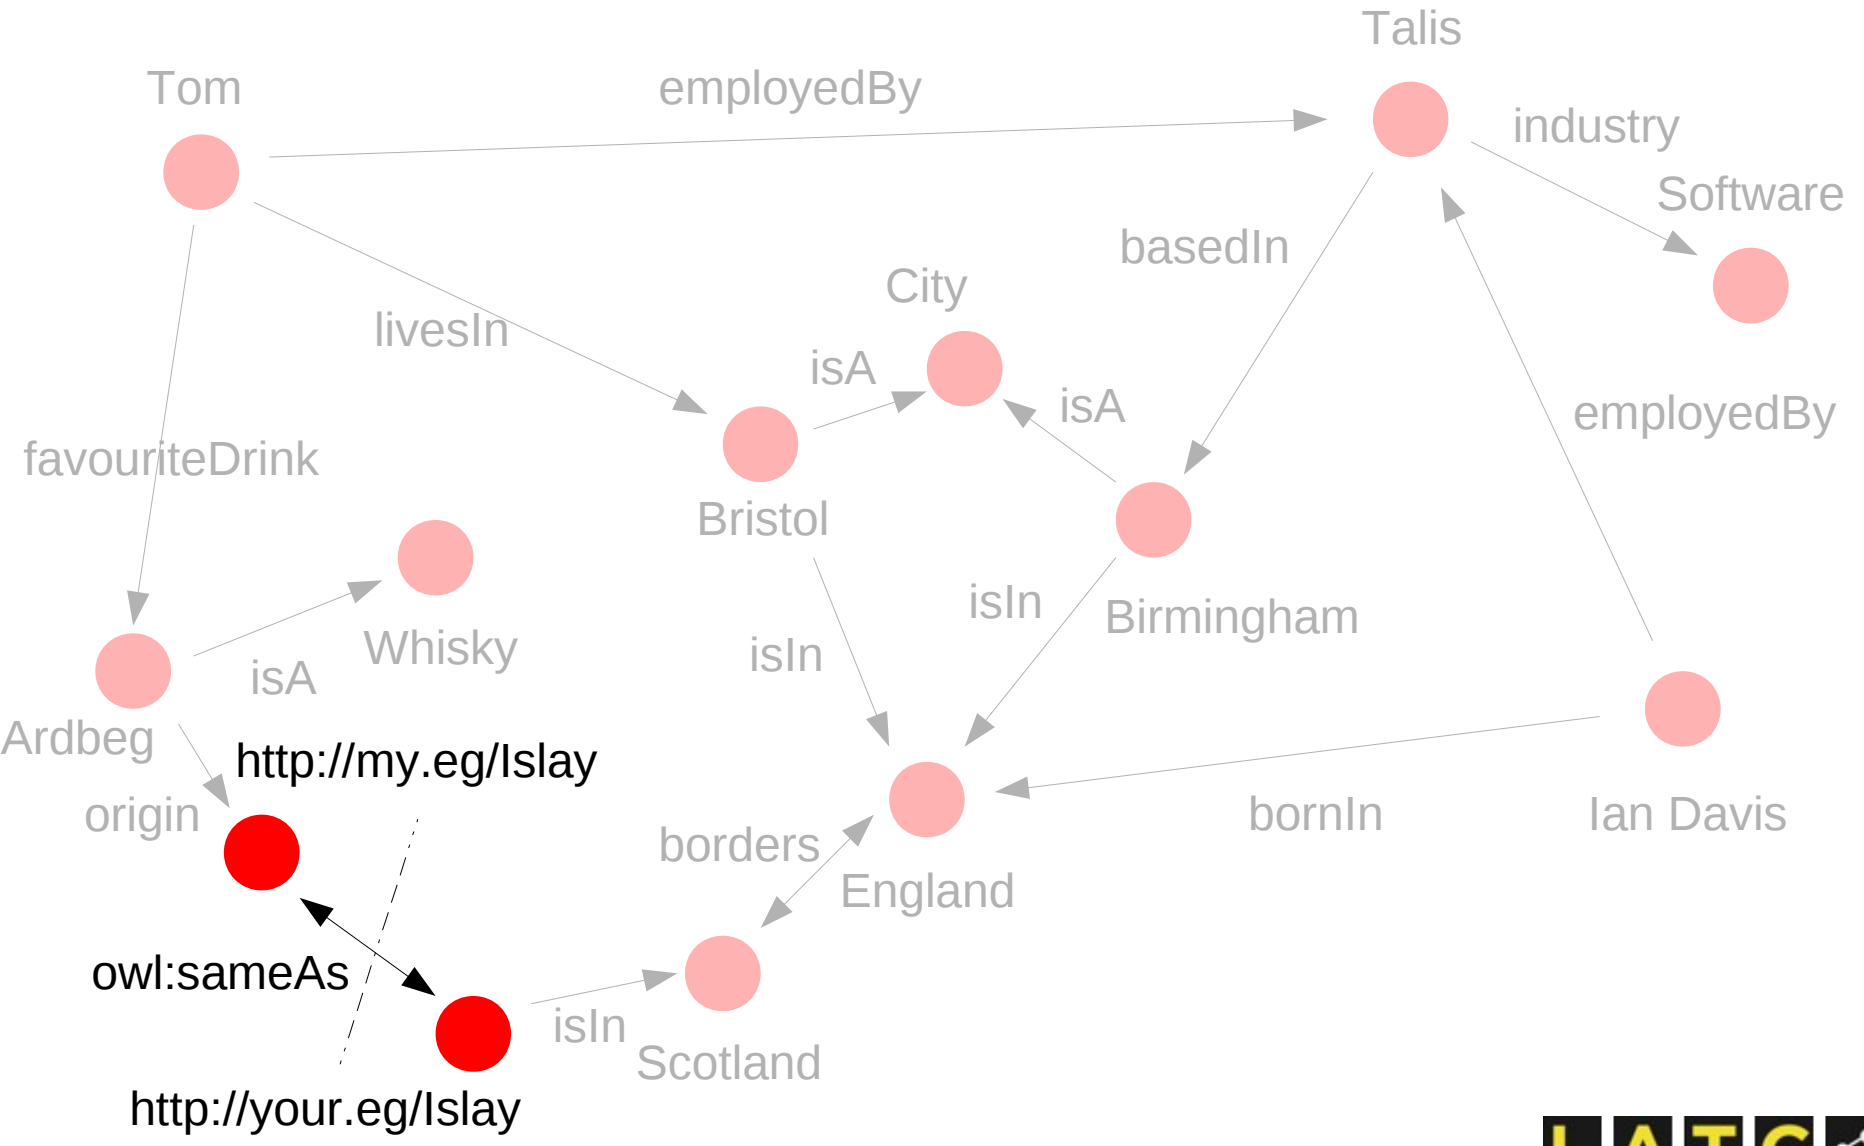 Talis
Tom
employedBy
industry
Software
basedIn
City
livesIn
isA
isA
employedBy
favouriteDrink
Bristol
isIn
Birmingham
Whisky
isIn
isA
Ardbeg
http://my.eg/Islay
origin
borders
bornIn
Ian Davis
England
owl:sameAs
isIn
Scotland
http://your.eg/Islay
LATC